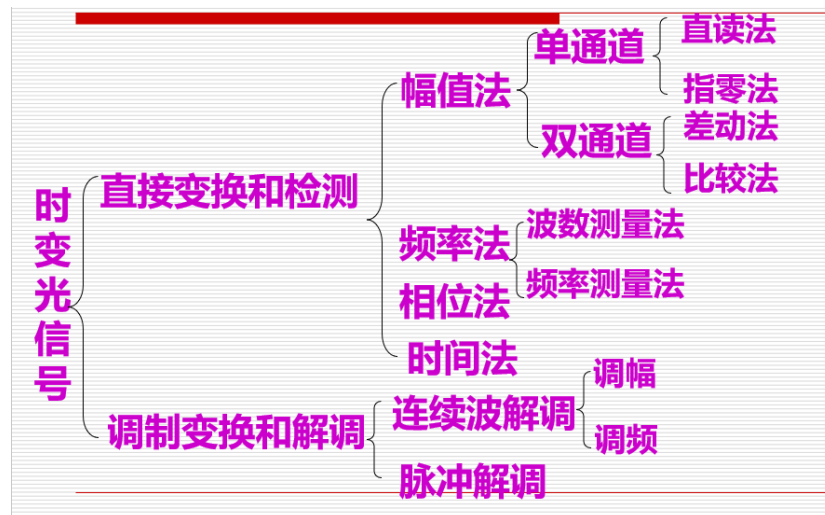 时变光信号
直接变换和检测
幅值法
单通道
直读法
指零法
双通道
差动法
比较法
频率法
波数测量法
频率测量法
相位法
时间法
调制变换和解调
连续波解调
调幅
调频
脉冲解调